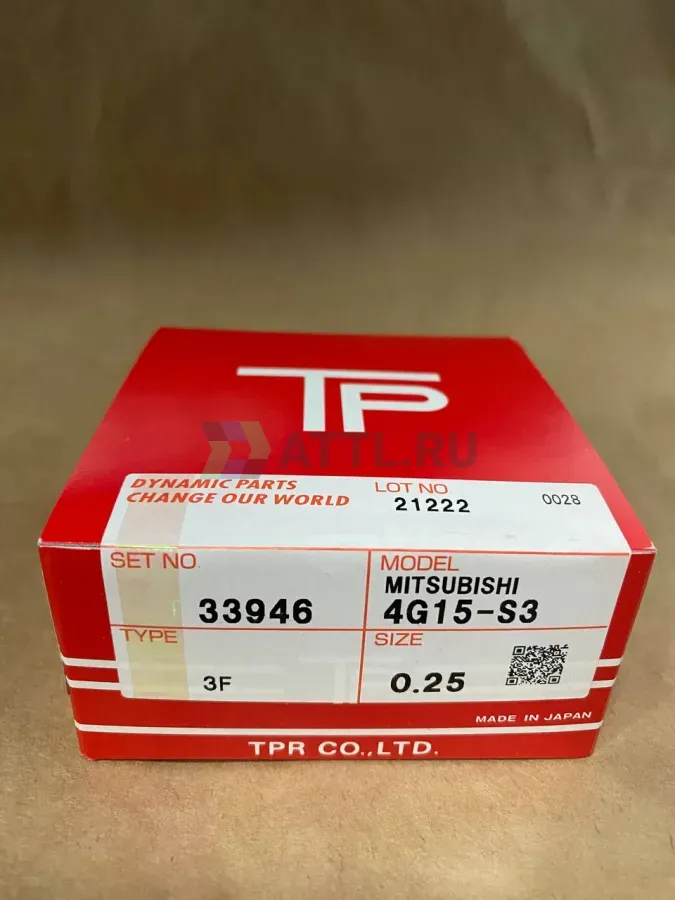 TP
ATTL.RU
DYNAMIC PARTS
CHANGE OUR WORLD
LOT NO.
21222
0028
SET NO.
33946
MODEL
MITSUBISHI
4G15-S3
TYPE
3F
SIZE
0.25
MADE IN JAPAN
TPR CO.,LTD.